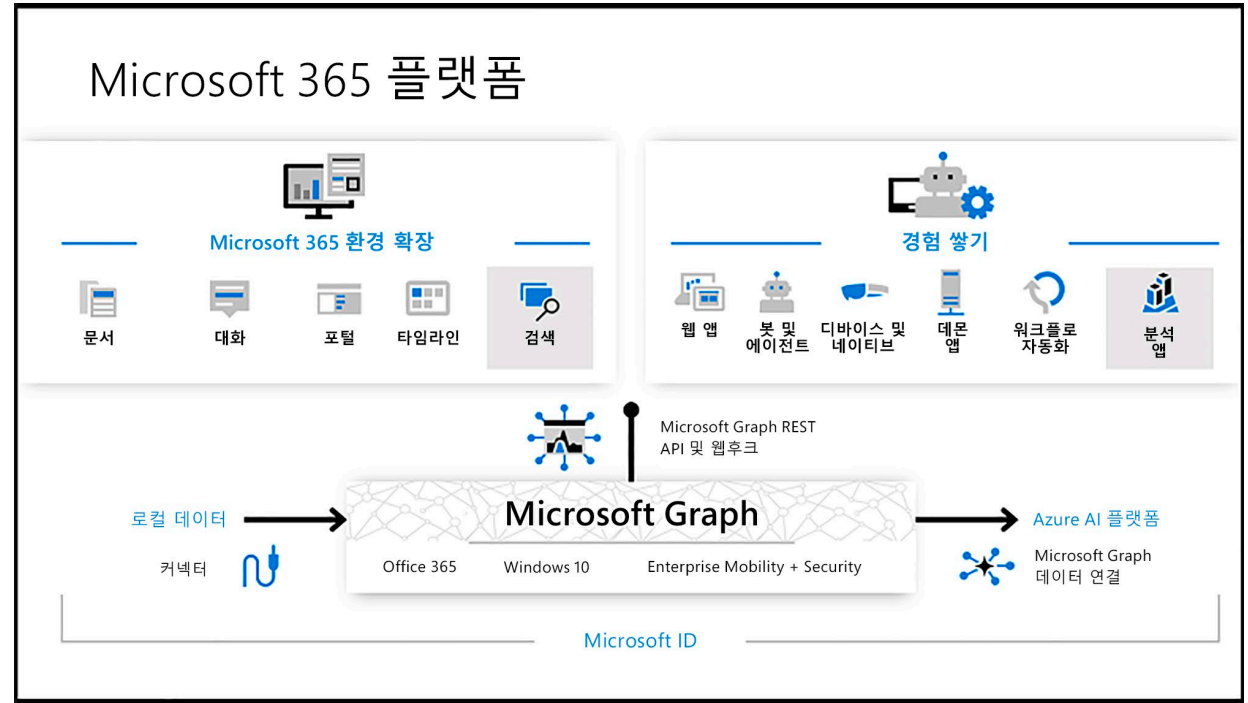 Microsoft 365 플랫폼
Microsoft 365 환경 확장
문서
대화
포털
타임라인
검색
경험 쌓기
웹 앱
봇 및
에이전트
디바이스 및
네이티브
데몬
앱
워크플로
자동화
분석
앱
Microsoft Graph REST
API 및 웹후크
로컬 데이터
커넥터
Microsoft Graph
Office 365
Windows 10
Enterprise Mobility + Security
Azure AI 플랫폼
Microsoft Graph
데이터 연결
Microsoft ID